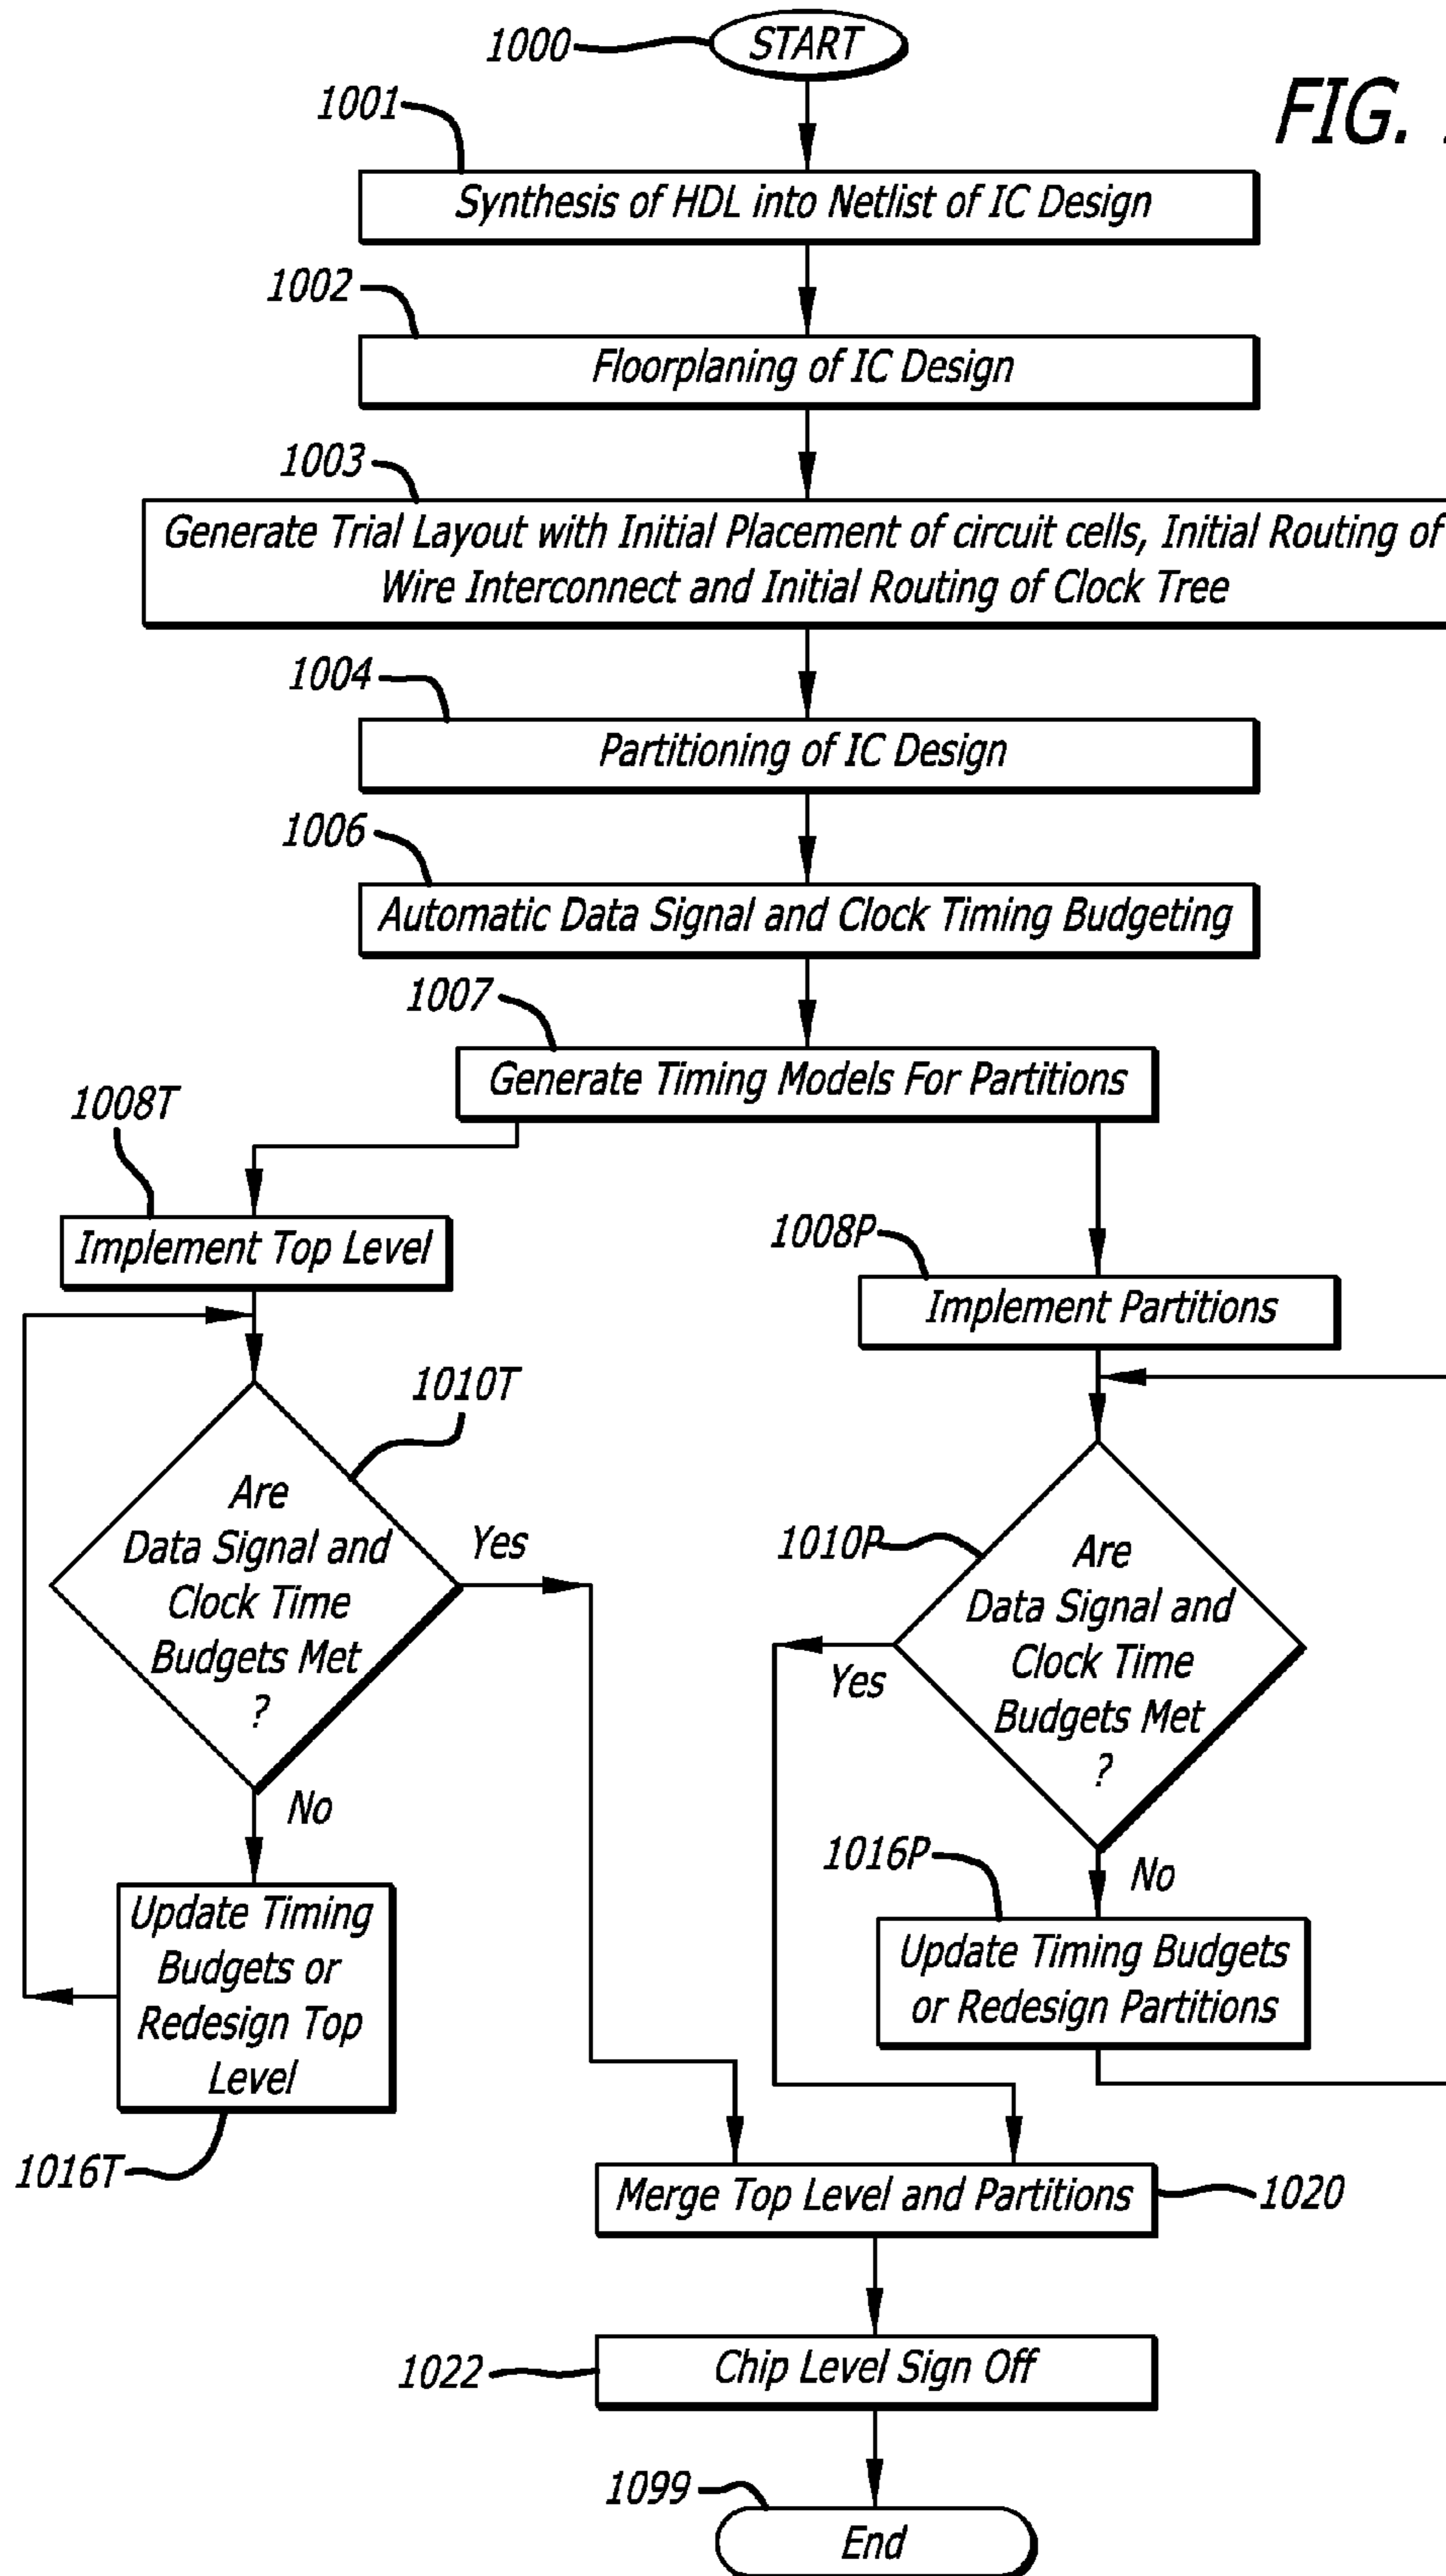 1000
START
FIG.
1001
Synthesis of HDL into Netlist of IC Design
1002
Floorplaning of IC Design
1003
Generate Trial Layout with Initial Placement of circuit cells, Initial Routing of
Wire Interconnect and Initial Routing of Clock Tree
1004
Partitioning of IC Design
1006
Automatic Data Signal and Clock Timing Budgeting
1007
Generate Timing Models For Partitions
1008T
Implement Top Level
1008P
Implement Partitions
1010T
Are
Data Signal and
Clock Time
Budgets Met
?
Yes
No
1010P
Are
Data Signal and
Clock Time
Budgets Met
?
Yes
No
Update Timing
Budgets or
Redesign Top
Level
1016T
1016P
Update Timing Budgets
or Redesign Partitions
Merge Top Level and Partitions
1020
1022
Chip Level Sign Off
1099
End